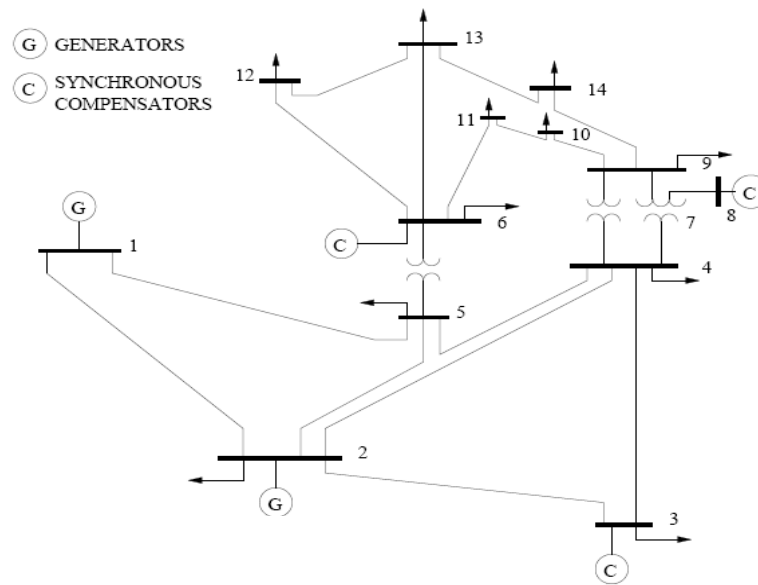 G GENERATORS
C SYNCHRONOUS
COMPENSATORS
13
12
14
11
10
9
G
8
C
6
7
1
C
4
5
2
G
3
C